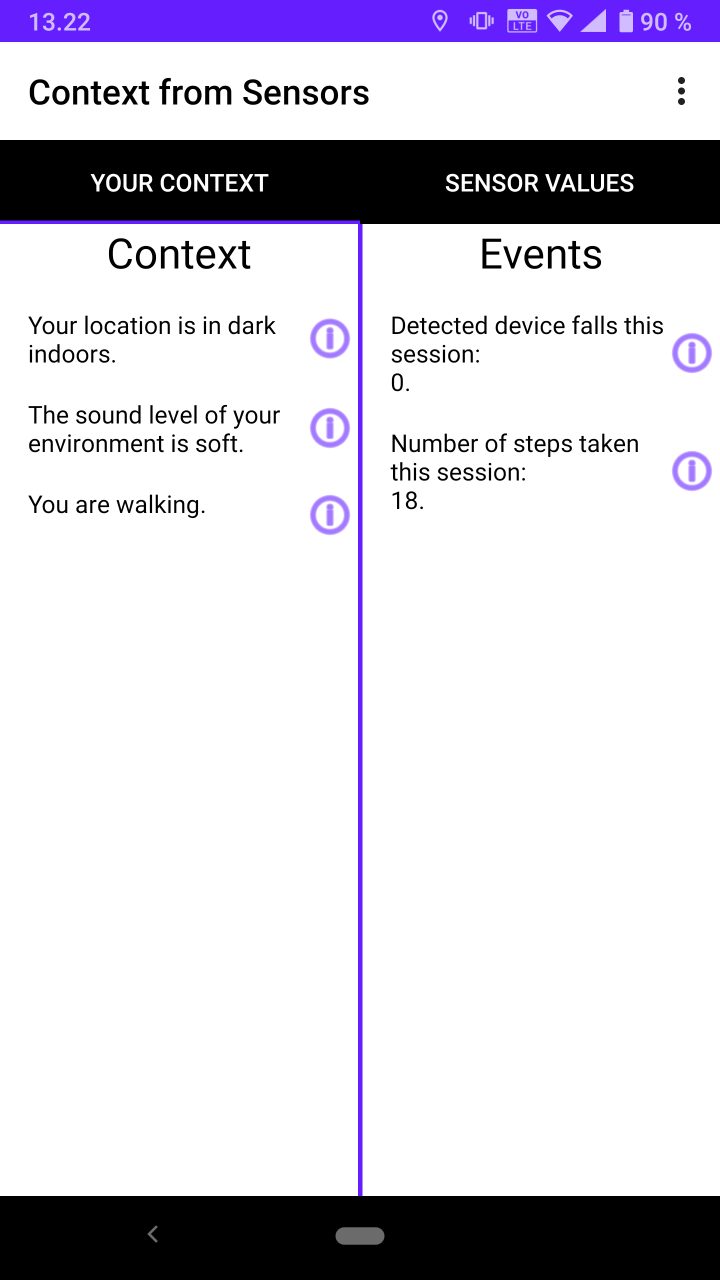 13.22
VO
LTE
90 %
Context from Sensors
YOUR CONTEXT
SENSOR VALUES
Context
Your location is in dark
indoors.
The sound level of your
environment is soft.
You are walking.
Events
Detected device falls this
session:
0.
Number of steps taken
this session:
18.